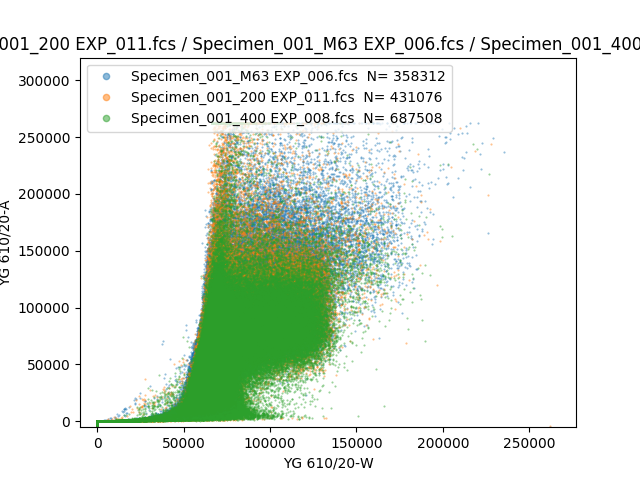 001_200 EXP_011.fcs / Specimen_001_M63 EXP_006.fcs / Specimen_001_400
300000
250000
200000
150000
100000
50000
0
YG 610/20-A
Specimen_001_M63 EXP_006.fcs  N= 358312
Specimen_001_200 EXP_011.fcs  N= 431076
Specimen_001_400 EXP_008.fcs  N= 687508
0 50000 100000 150000 200000 250000
YG 610/20-W